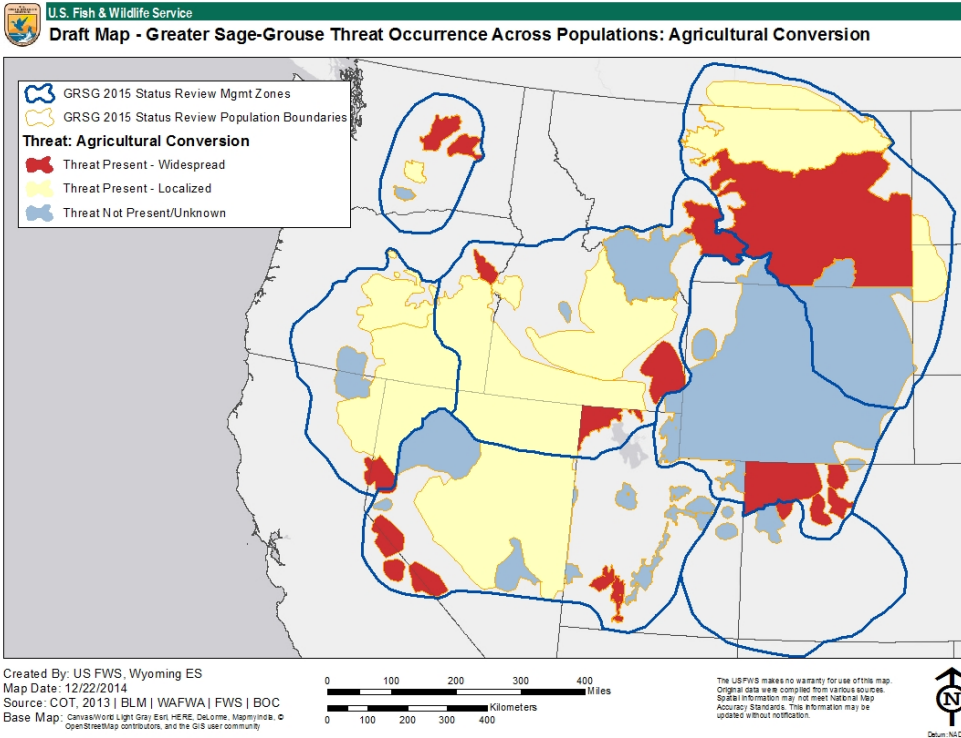 U.S. Fish & Wildlife Service
Draft Map - Greater Sage-Grouse Threat Occurrence Across Populations: Agricultural Conversion
GRSG 2015 Status Review Mgmt Zones
GRSG 2015 Status Review Population Boundaries
Threat: Agricultural Conversion
Threat Present - Widespread
Threat Present - Localized
Threat Not Present/Unknown
Created By: US FWS, Wyoming ES
Map Date: 12/22/2014
Source: COT, 2013 | BLM | WAFWA | FWS | BOC
Base Map: Canvas/World Light Gray Esri, HERE, DeLorme, MapmyIndia, ©
OpenStreetMap contributors, and the GIS user community
0 100 200 300 400
Miles
Kilometers
0 100 200 300 400
The USFWS makes no warranty for use of this map.
Original data were compiled from various sources.
Spatial information may not meet National Map
Accuracy Standards. This information may be
updated without notification.
N
Datum: NAD